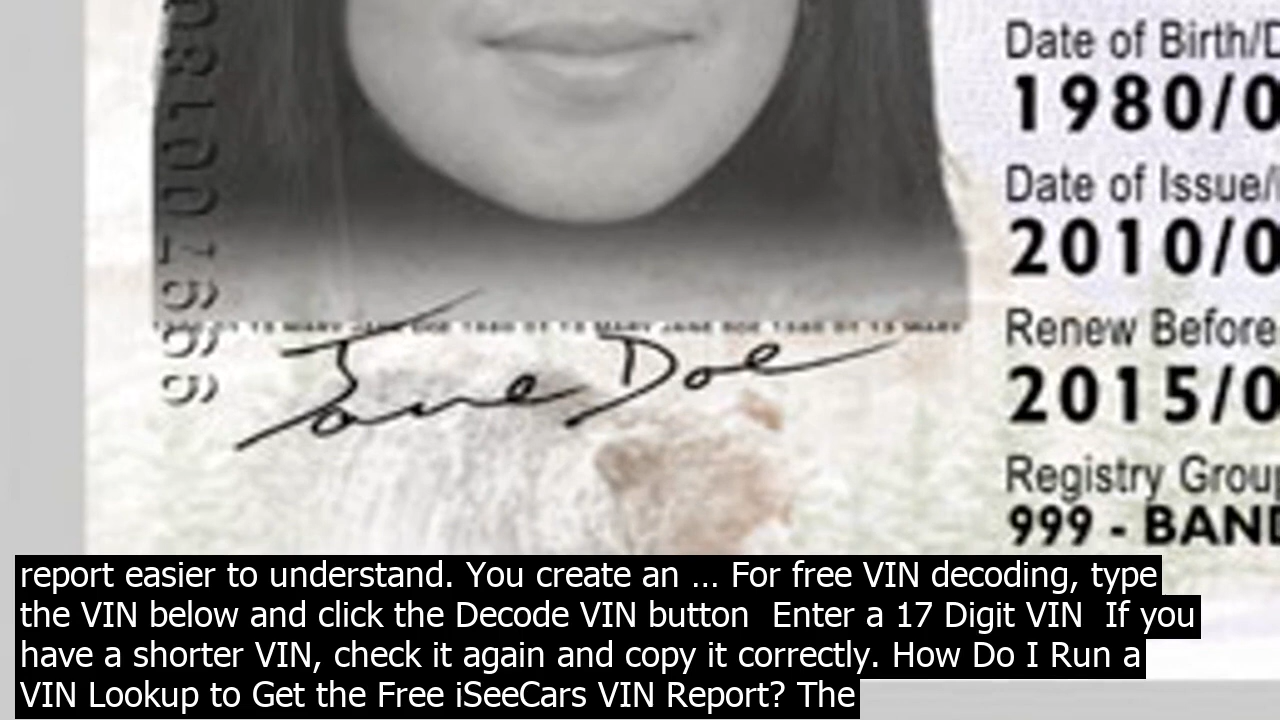 Date of Birth/D
1980/0
Date of Issue/
2010/0
Renew Before
2015/0
Registry Grou
999 - BAND
Jane Doe
report easier to understand. You create an ... For free VIN decoding, type
the VIN below and click the Decode VIN button  Enter a 17 Digit VIN  If you
have a shorter VIN, check it again and copy it correctly. How Do I Run a
VIN Lookup to Get the Free iSeeCars VIN Report? The